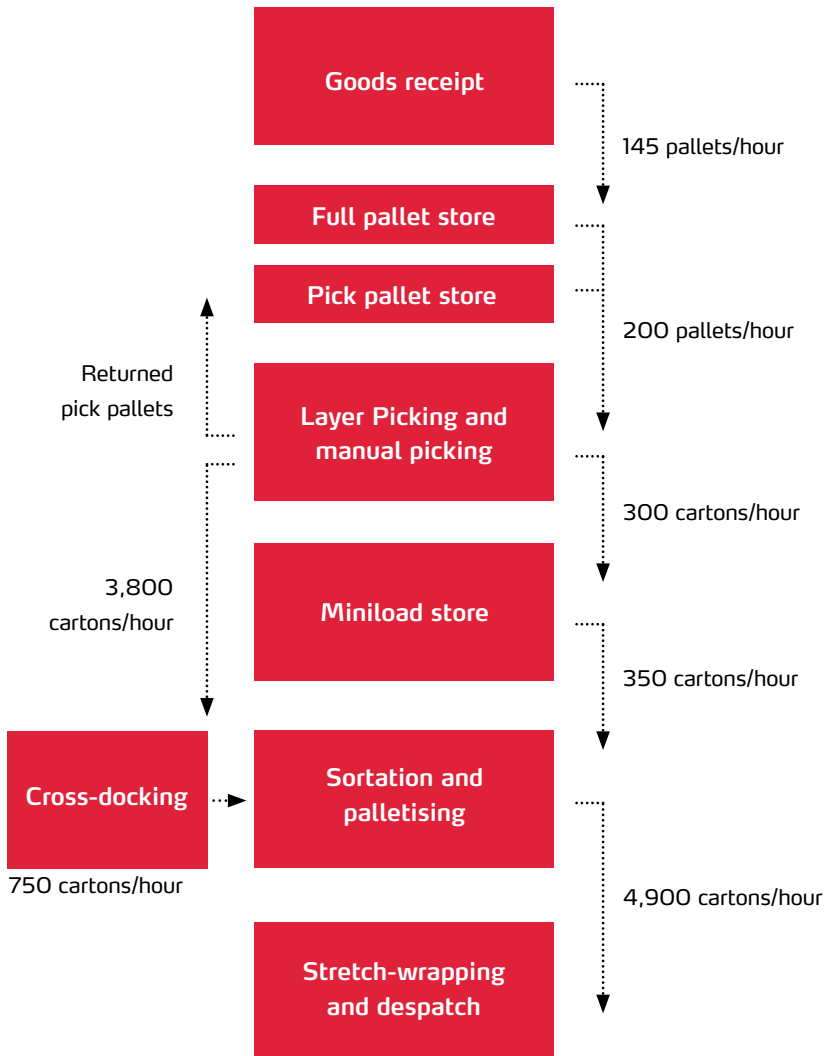 Goods receipt
145 pallets/hour
Full pallet store
Pick pallet store
200 pallets/hour
Returned
pick pallets
Layer Picking and
manual picking
300 cartons/hour
3,800
cartons/hour
Miniload store
350 cartons/hour
Cross-docking
750 cartons/hour
Sortation and
palletising
4,900 cartons/hour
Stretch-wrapping
and despatch